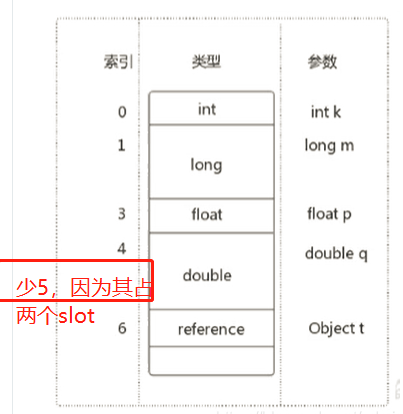 索引 类型 参数
0 int int k
1 long long m
3 float float p
4 double double q
少5，因为其占
两个slot
6 reference Object t